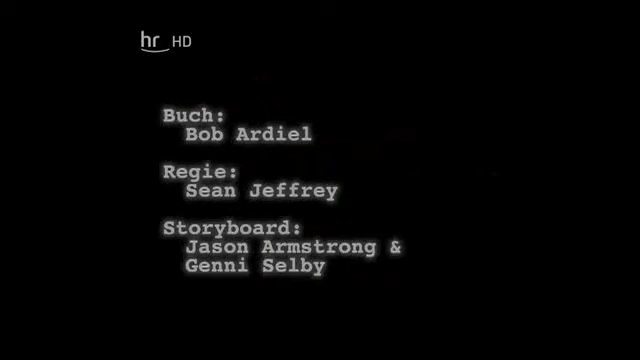 hr HD
Buch:
Bob Ardiel
Regie:
Sean Jeffrey
Storyboard:
Jason Armstrong &
Genni Selby